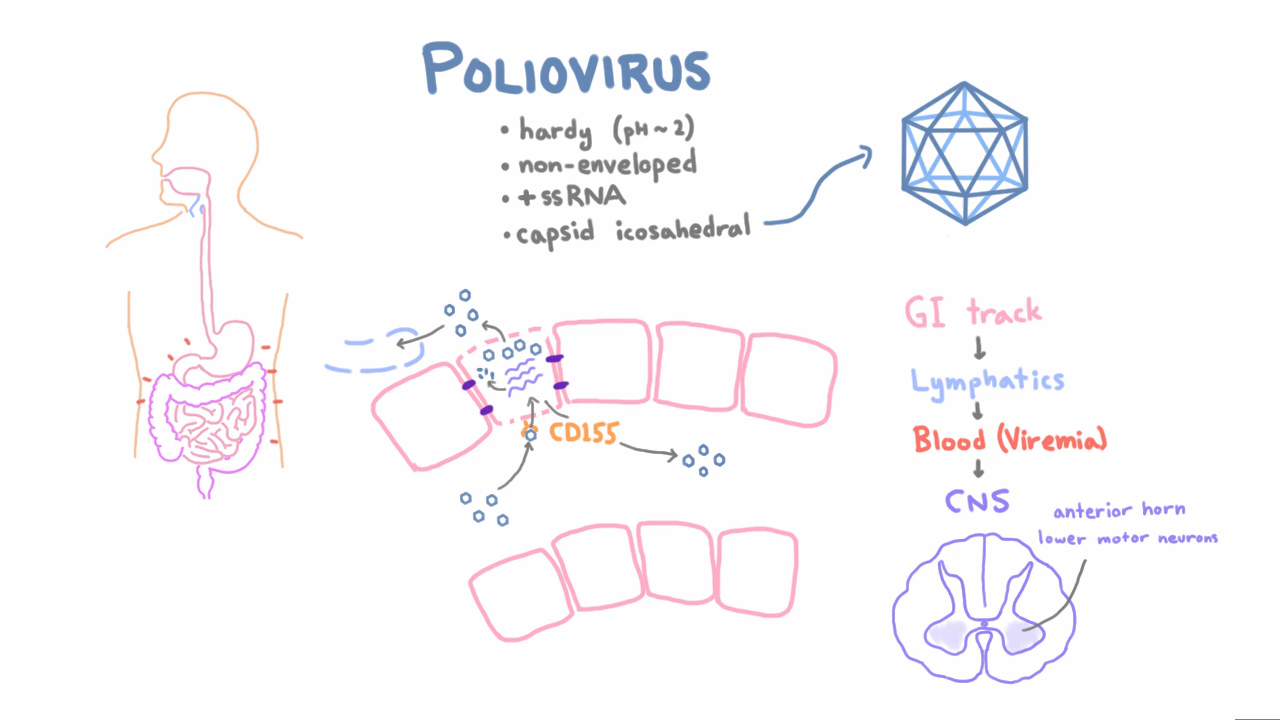 POLIOVIRUS
• hardy (pH ~ 2)
• non-enveloped
• + ssRNA
• capsid icosahedral
CD155
GI track
Lymphatics
Blood (Viremia)
CNS
anterior horn
lower motor neurons